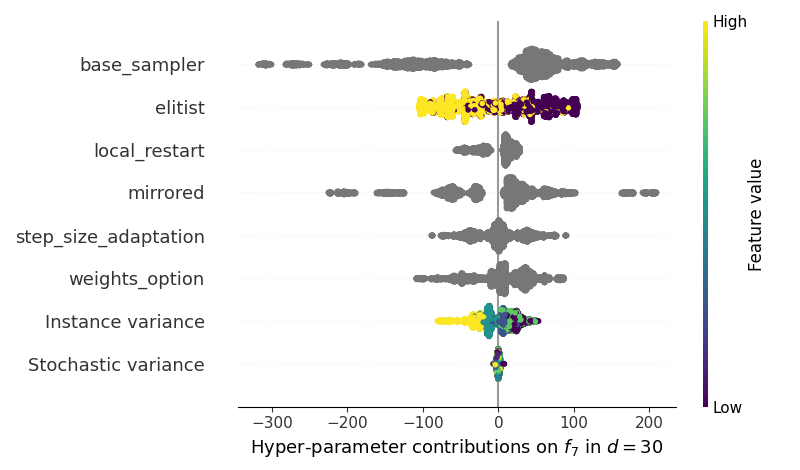 base_sampler
elitist
local_restart
mirrored
step_size_adaptation
weights_option
Instance variance
Stochastic variance
−300 −200 −100 0 100 200
Hyper-parameter contributions on f₇ in d = 30
High
Feature value
Low